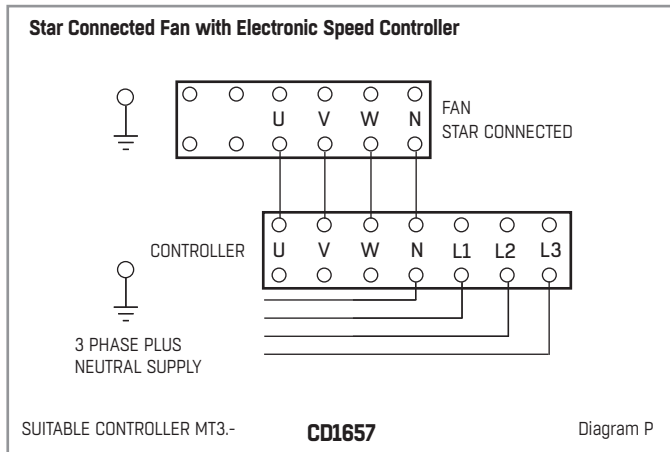 Star Connected Fan with Electronic Speed Controller
U V W N
FAN
STAR CONNECTED
CONTROLLER
U V W N L1 L2 L3
3 PHASE PLUS
NEUTRAL SUPPLY
SUITABLE CONTROLLER MT3.-
CD1657
Diagram P